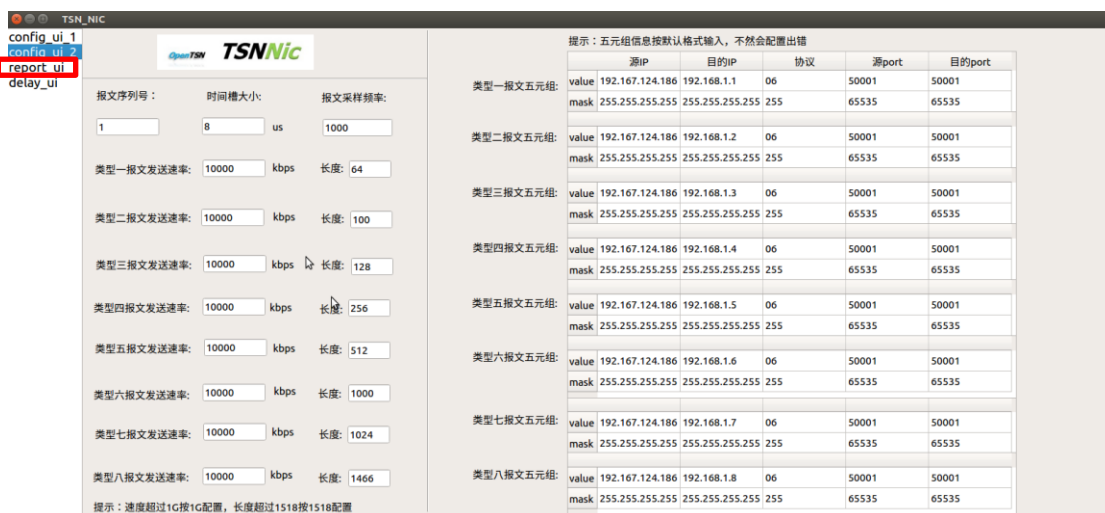 TSN_NIC
config_ui_1
config_ui_2
report_ui
delay_ui
OpenTSN TSNNic
报文序列号： 时间槽大小: 报文采样频率:
1 8 us 1000
类型一报文发送速率: 10000 kbps 长度: 64
类型二报文发送速率: 10000 kbps 长度: 100
类型三报文发送速率: 10000 kbps 长度: 128
类型四报文发送速率: 10000 kbps 长度: 256
类型五报文发送速率: 10000 kbps 长度: 512
类型六报文发送速率: 10000 kbps 长度: 1000
类型七报文发送速率: 10000 kbps 长度: 1024
类型八报文发送速率: 10000 kbps 长度: 1466
提示：速度超过1G按1G配置，长度超过1518按1518配置
提示：五元组信息按默认格式输入，不然会配置出错
源IP 目的IP 协议 源port 目的port
类型一报文五元组: value 192.167.124.186 192.168.1.1 06 50001 50001
mask 255.255.255.255 255.255.255.255 255 65535 65535
类型二报文五元组: value 192.167.124.186 192.168.1.2 06 50001 50001
mask 255.255.255.255 255.255.255.255 255 65535 65535
类型三报文五元组: value 192.167.124.186 192.168.1.3 06 50001 50001
mask 255.255.255.255 255.255.255.255 255 65535 65535
类型四报文五元组: value 192.167.124.186 192.168.1.4 06 50001 50001
mask 255.255.255.255 255.255.255.255 255 65535 65535
类型五报文五元组: value 192.167.124.186 192.168.1.5 06 50001 50001
mask 255.255.255.255 255.255.255.255 255 65535 65535
类型六报文五元组: value 192.167.124.186 192.168.1.6 06 50001 50001
mask 255.255.255.255 255.255.255.255 255 65535 65535
类型七报文五元组: value 192.167.124.186 192.168.1.7 06 50001 50001
mask 255.255.255.255 255.255.255.255 255 65535 65535
类型八报文五元组: value 192.167.124.186 192.168.1.8 06 50001 50001
mask 255.255.255.255 255.255.255.255 255 65535 65535